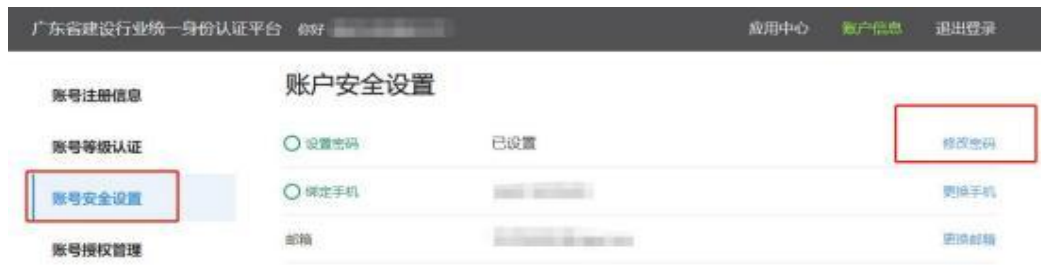 广东省建设行业统一身份认证平台 你好 应用中心 账户信息 退出登录
账号注册信息
账号等级认证
账号安全设置
账号授权管理
账户安全设置
设置密码 已设置 修改密码
绑定手机 更换手机
邮箱 更换邮箱